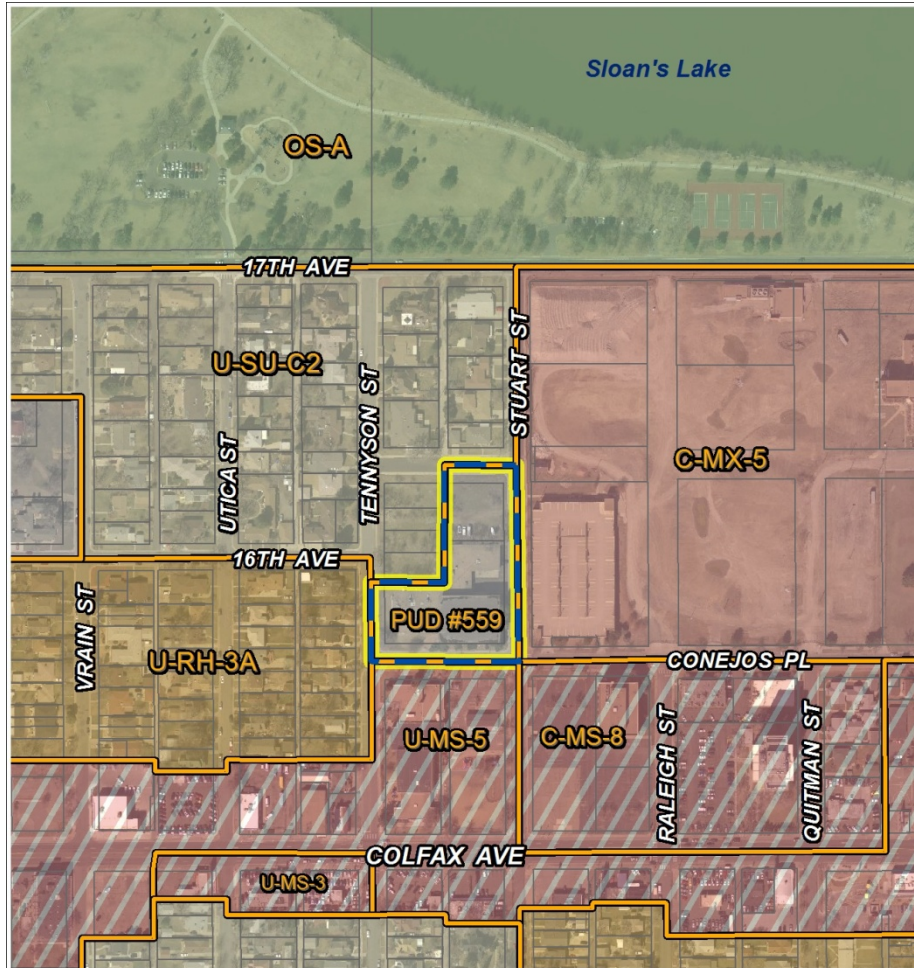 Sloan's Lake
OS-A
17TH AVE
U-SU-C2
STUART ST
TENNYSON ST
UTICA ST
C-MX-5
16TH AVE
VRAIN ST
PUD #559
U-RH-3A
CONEJOS PL
U-MS-5
C-MS-8
RALEIGH ST
QUITMAN ST
COLFAX AVE
U-MS-3